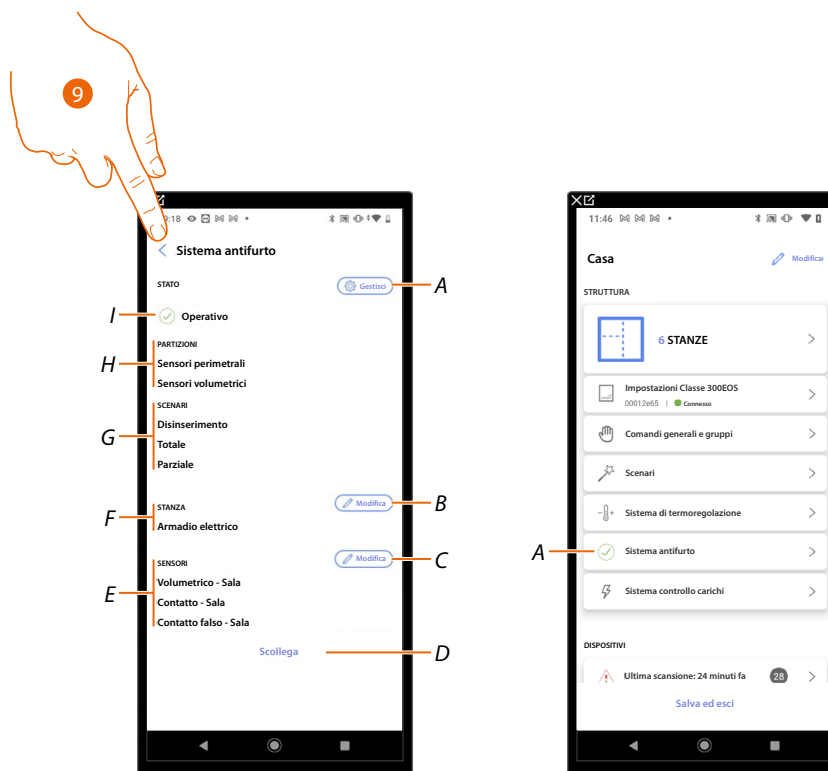 9
9:18
Sistema antifurto
STATO
Gestisci
A
I
Operativo
PARTIZIONI
H
Sensori perimetrali
Sensori volumetrici
SCENARI
Disinserimento
G
Totale
Parziale
STANZA
Modifica
B
F
Armadio elettrico
SENSORI
Modifica
C
Volumetrico - Sala
E
Contatto - Sala
Contatto falso - Sala
Scollega
D
11:46
Casa
Modificai
STRUTTURA
6 STANZE
Impostazioni Classe 300EOS
00012e65 | Connesso
Comandi generali e gruppi
Scenari
Sistema di termoregolazione
A
Sistema antifurto
Sistema controllo carichi
DISPOSITIVI
Ultima scansione: 24 minuti fa
28
Salva ed esci